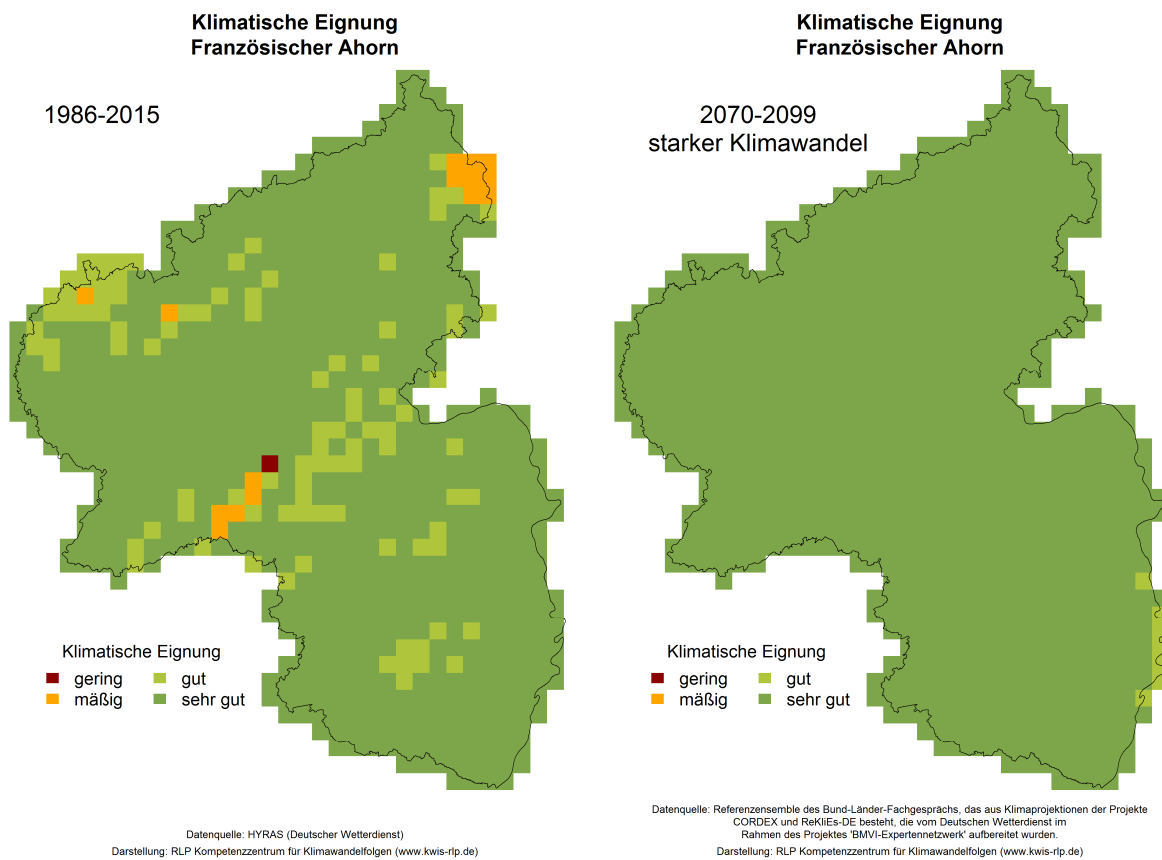 Klimatische Eignung
Französischer Ahorn
1986-2015
Klimatische Eignung
gering
gut
mäßig
sehr gut
Datenquelle: HYRAS (Deutscher Wetterdienst)
Darstellung: RLP Kompetenzzentrum für Klimawandelfolgen (www.kwis-rlp.de)
Klimatische Eignung
Französischer Ahorn
2070-2099
starker Klimawandel
Klimatische Eignung
gering
gut
mäßig
sehr gut
Datenquelle: Referenzensemble des Bund-Länder-Fachgesprächs, das aus Klimaprojektionen der Projekte
CORDEX und ReKliEs-DE besteht, die vom Deutschen Wetterdienst im
Rahmen des Projektes 'BMVI-Expertennetzwerk' aufbereitet wurden.
Darstellung: RLP Kompetenzzentrum für Klimawandelfolgen (www.kwis-rlp.de)